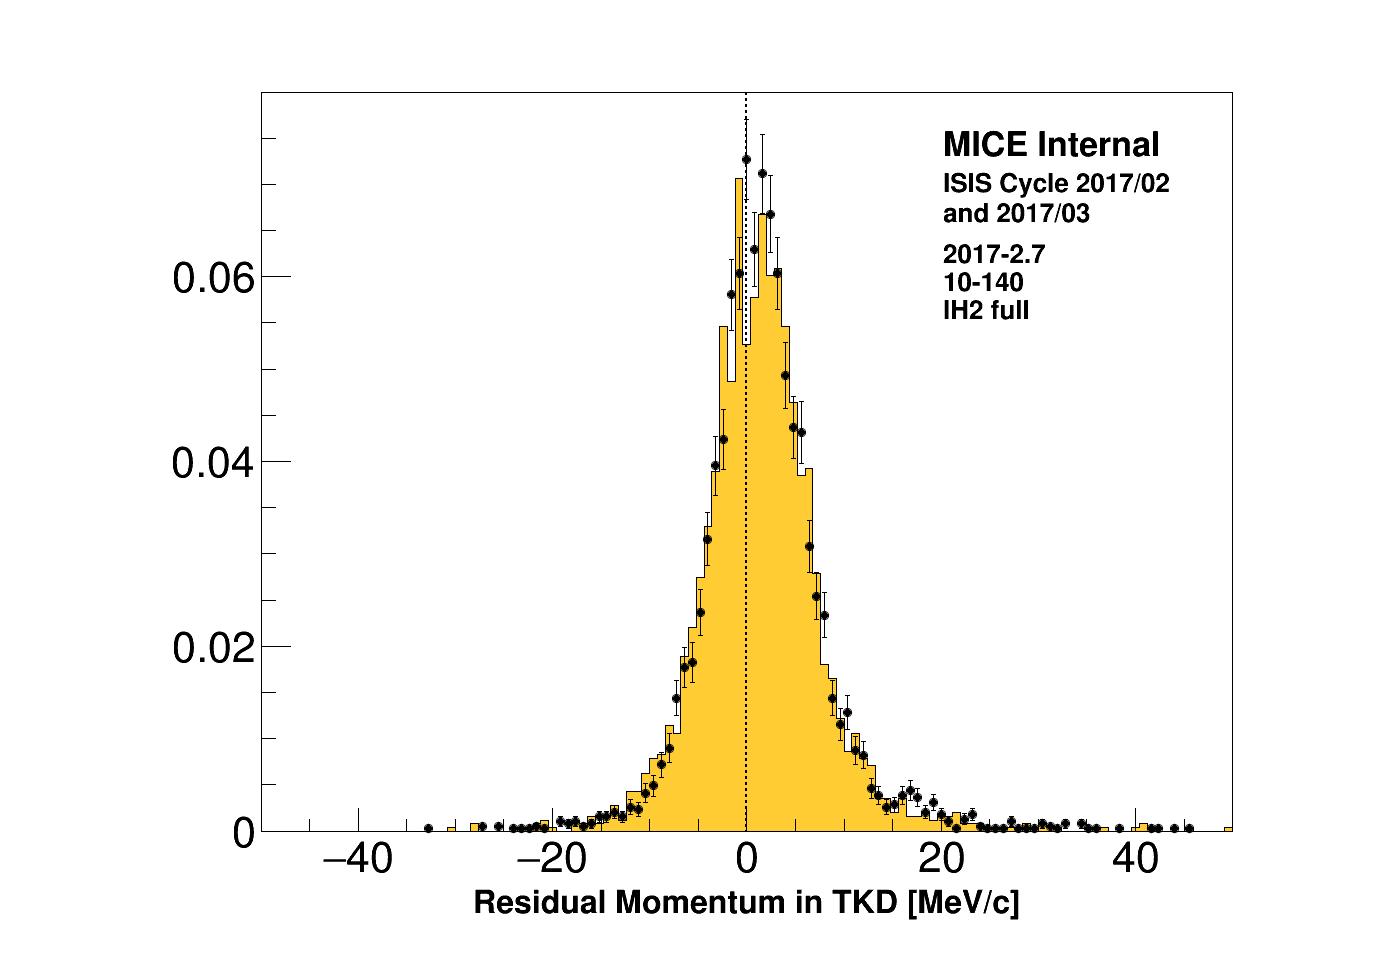 MICE Internal
ISIS Cycle 2017/02
and 2017/03
2017-2.7
10-140
lH2 full
0.06
0.04
0.02
0
−40 −20 0 20 40
Residual Momentum in TKD [MeV/c]